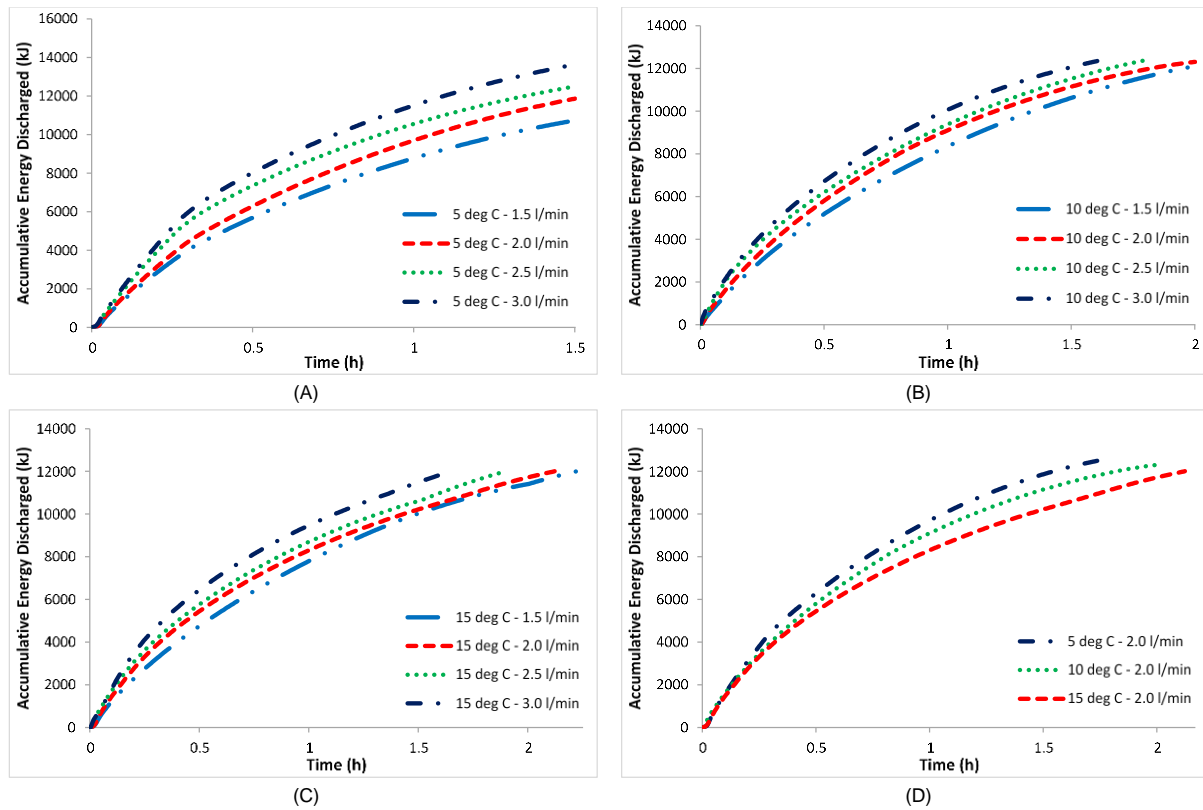 16000
14000
12000
10000
8000
6000
4000
2000
0
Accumulative Energy Discharged (kJ)
5 deg C - 1.5 l/min
5 deg C - 2.0 l/min
5 deg C - 2.5 l/min
5 deg C - 3.0 l/min
0 0.5 1 1.5
Time (h)
(A)
14000
12000
10000
8000
6000
4000
2000
0
Accumulative Energy Discharged (kJ)
10 deg C - 1.5 l/min
10 deg C - 2.0 l/min
10 deg C - 2.5 l/min
10 deg C - 3.0 l/min
0 0.5 1 1.5 2
Time (h)
(B)
14000
12000
10000
8000
6000
4000
2000
0
Accumulative Energy Discharged (kJ)
15 deg C - 1.5 l/min
15 deg C - 2.0 l/min
15 deg C - 2.5 l/min
15 deg C - 3.0 l/min
0 0.5 1 1.5 2
Time (h)
(C)
14000
12000
10000
8000
6000
4000
2000
0
Accumulative Energy Discharged (kJ)
5 deg C - 2.0 l/min
10 deg C - 2.0 l/min
15 deg C - 2.0 l/min
0 0.5 1 1.5 2
Time (h)
(D)